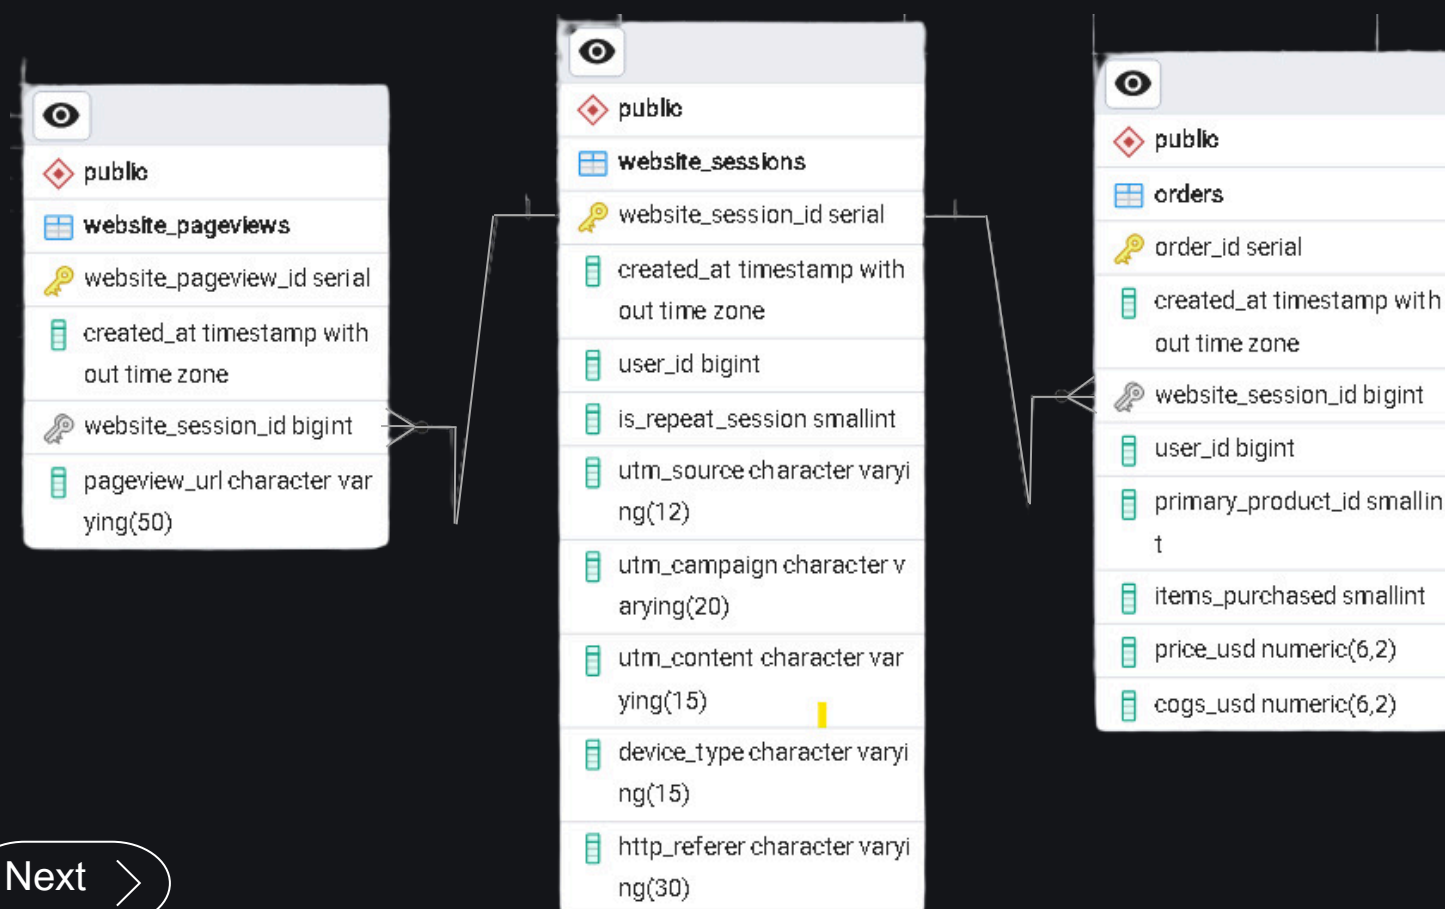 public
website_pageviews
website_pageview_id serial
created_at timestamp with
out time zone
website_session_id bigint
pageview_url character var
ying(50)
public
website_sessions
website_session_id serial
created_at timestamp with
out time zone
user_id bigint
is_repeat_session smallint
utm_source character varyi
ng(12)
utm_campaign character v
arying(20)
utm_content character var
ying(15)
device_type character varyi
ng(15)
http_referer character varyi
ng(30)
public
orders
order_id serial
created_at timestamp with
out time zone
website_session_id bigint
user_id bigint
primary_product_id smallin
t
items_purchased smallint
price_usd numeric(6,2)
cogs_usd numeric(6,2)
Next